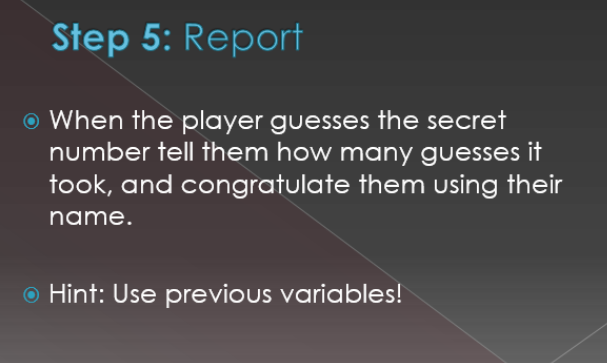 Step 5: Report
When the player guesses the secret
number tell them how many guesses it
took, and congratulate them using their
name.
Hint: Use previous variables!